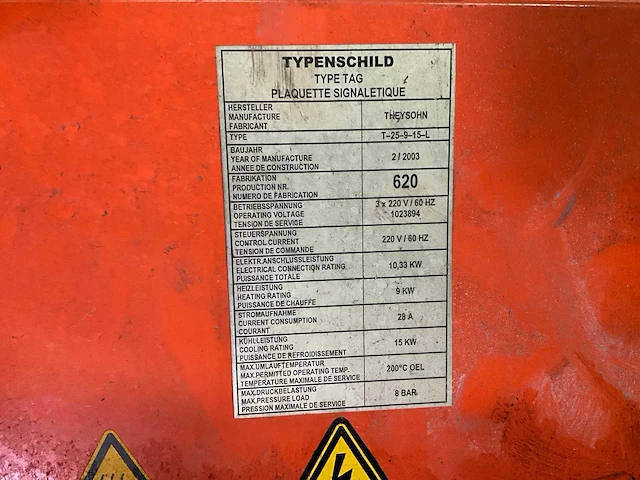 TYPENSCHILD
TYPE TAG
PLAQUETTE SIGNALETIQUE
HERSTELLER
MANUFACTURE
FABRICANT
THEYSOHN
TYPE
T-25-9-15-L
BAUJAHR
YEAR OF MANUFACTURE
ANNEE DE CONSTRUCTION
2 / 2003
FABRIKATION
PRODUCTION NR.
NUMERO DE FABRICATION
620
BETRIEBSSPANNUNG
OPERATING VOLTAGE
TENSION DE SERVICE
3 x 220 V / 60 HZ
1023894
STEUERSPANNUNG
CONTROL CURRENT
TENSION DE COMMANDE
220 V / 60 HZ
ELEKTR.ANSCHLUSSLEISTUNG
ELECTRICAL CONNECTION RATING
PUISSANCE TOTALE
10,33 KW
HEIZLEISTUNG
HEATING RATING
PUISSANCE DE CHAUFFE
9 KW
STROMAUFNAHME
CURRENT CONSUMPTION
COURANT
28 A
KÜHLLEISTUNG
COOLING RATING
PUISSANCE DE REFROIDISSEMENT
15 KW
MAX.UMLAUFTEMPERATUR
MAX.PERMITTED OPERATING TEMP.
TEMPERATURE MAXIMALE DE SERVICE
200°C OEL
MAX.DRUCKBELASTUNG
MAX.PRESSURE LOAD
PRESSION MAXIMALE DE SERVICE
8 BAR